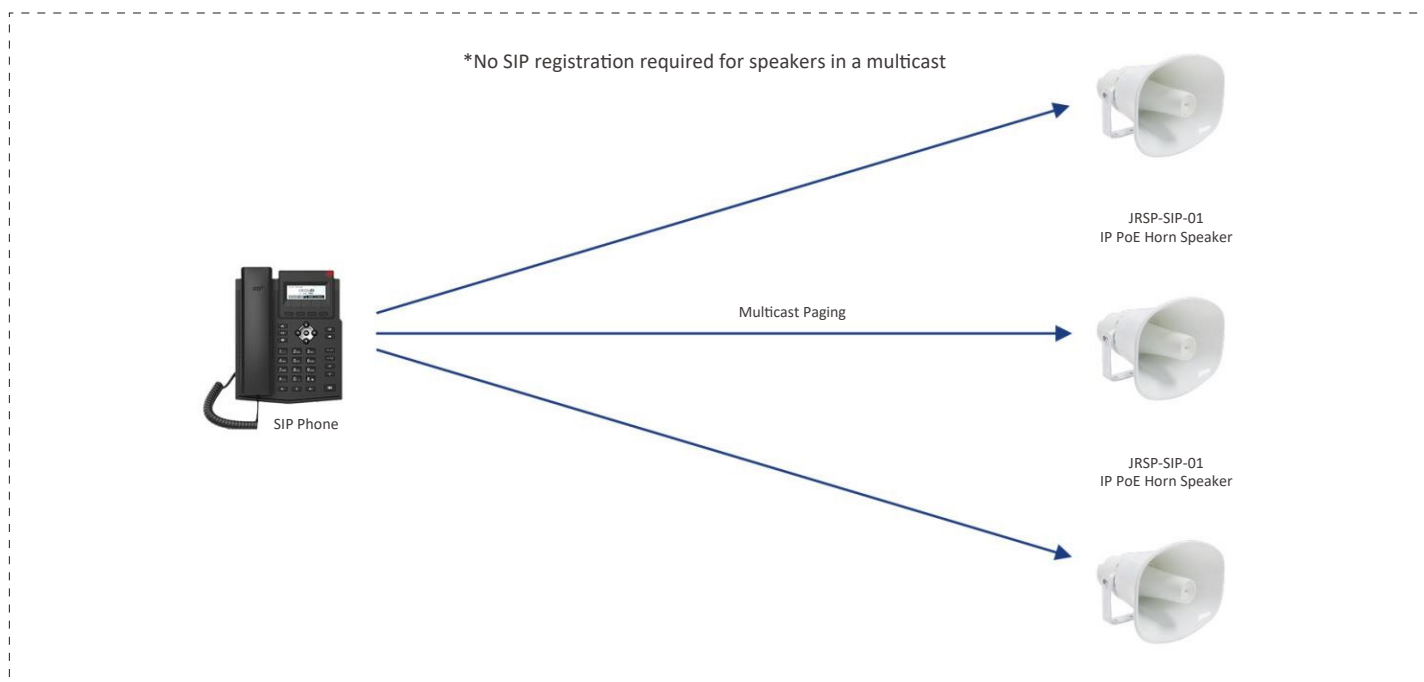 *No SIP registration required for speakers in a multicast
JRSP-SIP-01
IP PoE Horn Speaker
Multicast Paging
SIP Phone
JRSP-SIP-01
IP PoE Horn Speaker